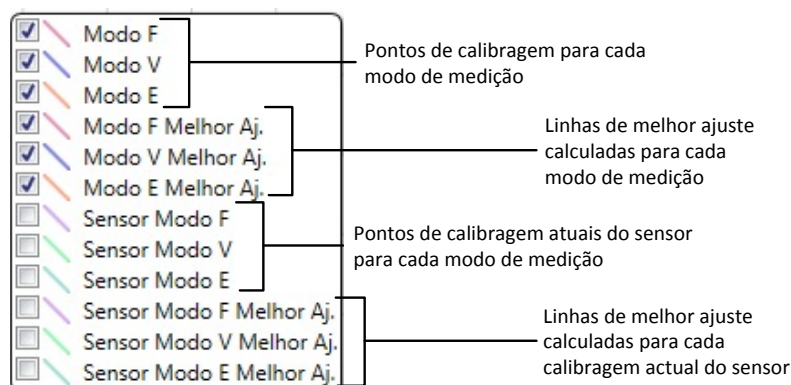 Modo F
Modo V
Modo E
Modo F Melhor Aj.
Modo V Melhor Aj.
Modo E Melhor Aj.
Sensor Modo F
Sensor Modo V
Sensor Modo E
Sensor Modo F Melhor Aj.
Sensor Modo V Melhor Aj.
Sensor Modo E Melhor Aj.
Pontos de calibragem para cada
modo de medição
Linhas de melhor ajuste
calculadas para cada
modo de medição
Pontos de calibragem atuais do sensor
para cada modo de medição
Linhas de melhor ajuste
calculadas para cada
calibragem actual do sensor